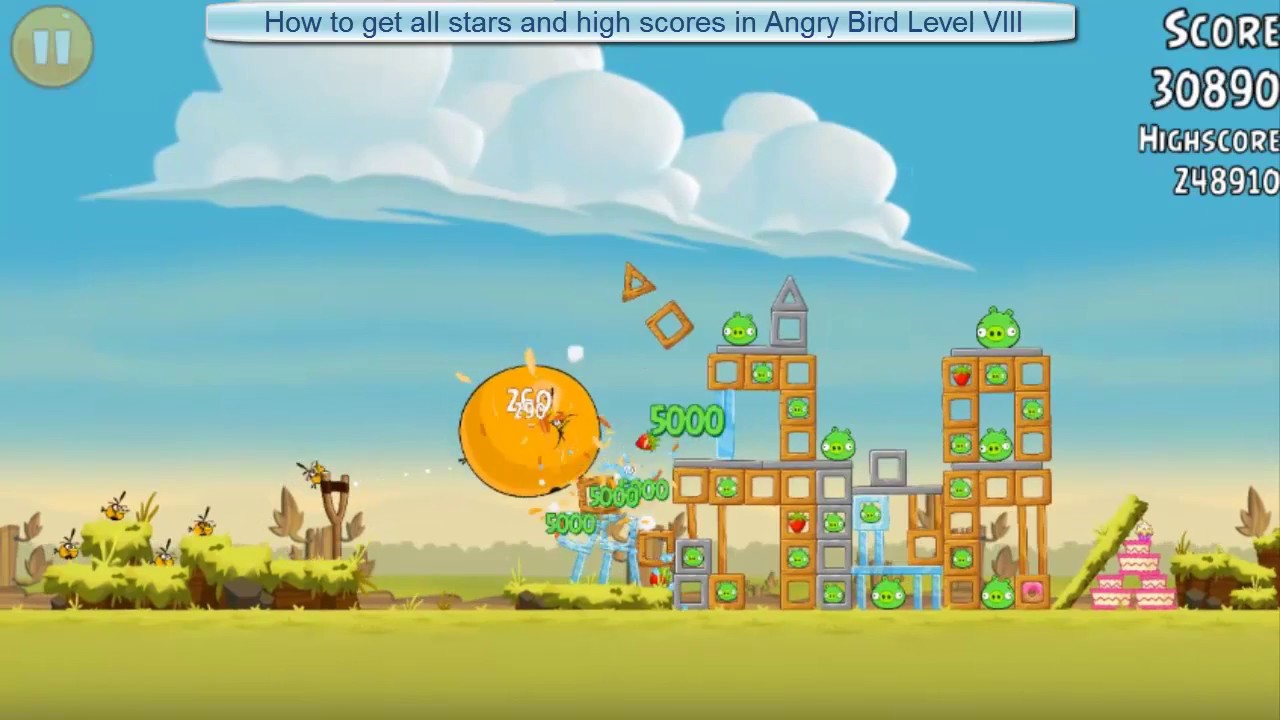 How to get all stars and high scores in Angry Bird Level VIII
SCORE
30890
HIGHSCORE
248910
260
5000
5000
5000